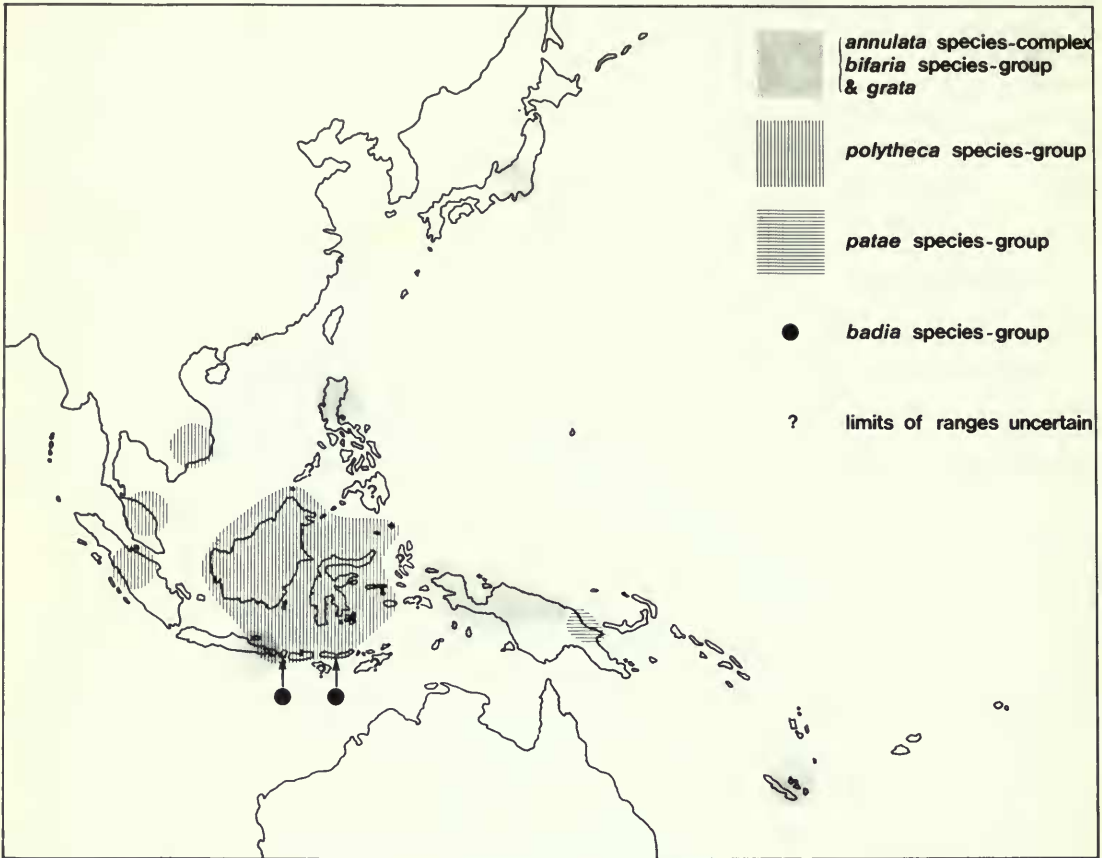 annulata species-complex
bifaria species-group
& grata
polytheca species-group
patae species-group
badia species-group
? limits of ranges uncertain
?
?
?
?